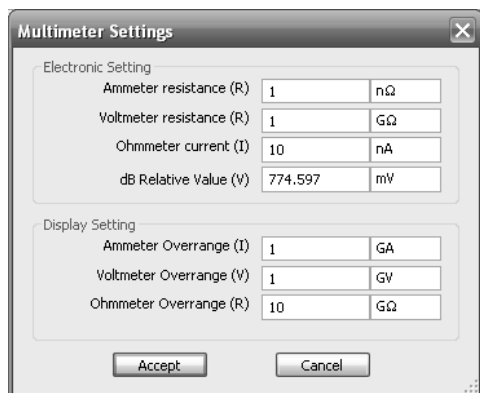 Multimeter Settings
Electronic Setting
Ammeter resistance (R) 1 nΩ
Voltmeter resistance (R) 1 GΩ
Ohmmeter current (I) 10 nA
dB Relative Value (V) 774.597 mV
Display Setting
Ammeter Overrange (I) 1 GA
Voltmeter Overrange (V) 1 GV
Ohmmeter Overrange (R) 10 GΩ
Accept Cancel